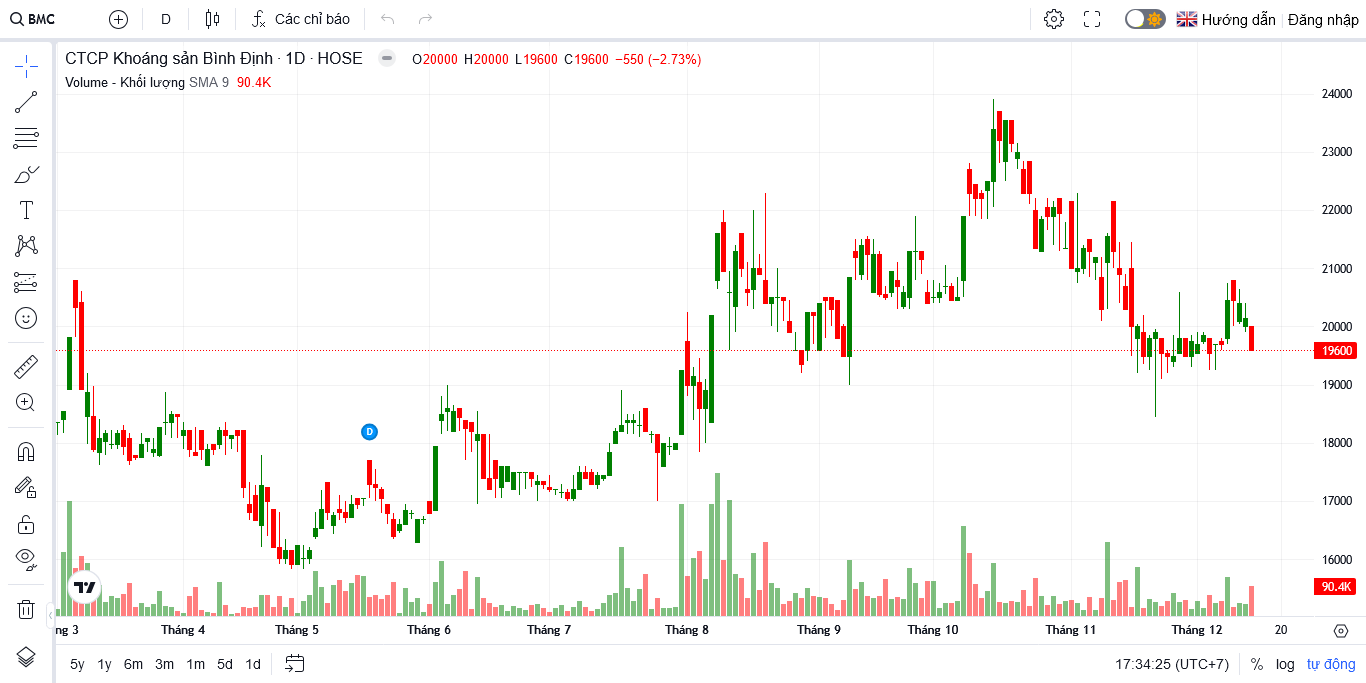 BMC D Các chỉ báo Hướng dẫn Đăng nhập
CTCP Khoáng sản Bình Định · 1D · HOSE O20000 H20000 L19600 C19600 −550 (−2.73%)
Volume - Khối lượng SMA 9 90.4K
24000
23000
22000
21000
20000
19600
19000
D
18000
17000
16000
90.4K
ng 3 Tháng 4 Tháng 5 Tháng 6 Tháng 7 Tháng 8 Tháng 9 Tháng 10 Tháng 11 Tháng 12 20
5y 1y 6m 3m 1m 5d 1d 17:34:25 (UTC+7) % log tự động